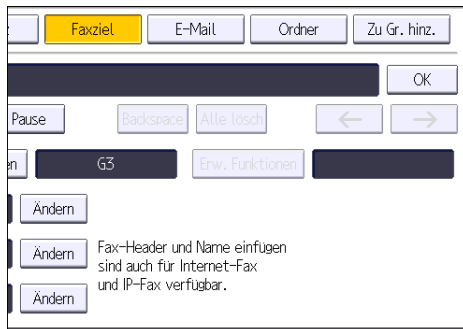 Faxziel E-Mail Ordner Zu Gr. hinz.
OK
Pause Backspace Alle lösch ← →
en G3 Erw. Funktionen
Ändern
Ändern Fax-Header und Name einfügen
sind auch für Internet-Fax
und IP-Fax verfügbar.
Ändern